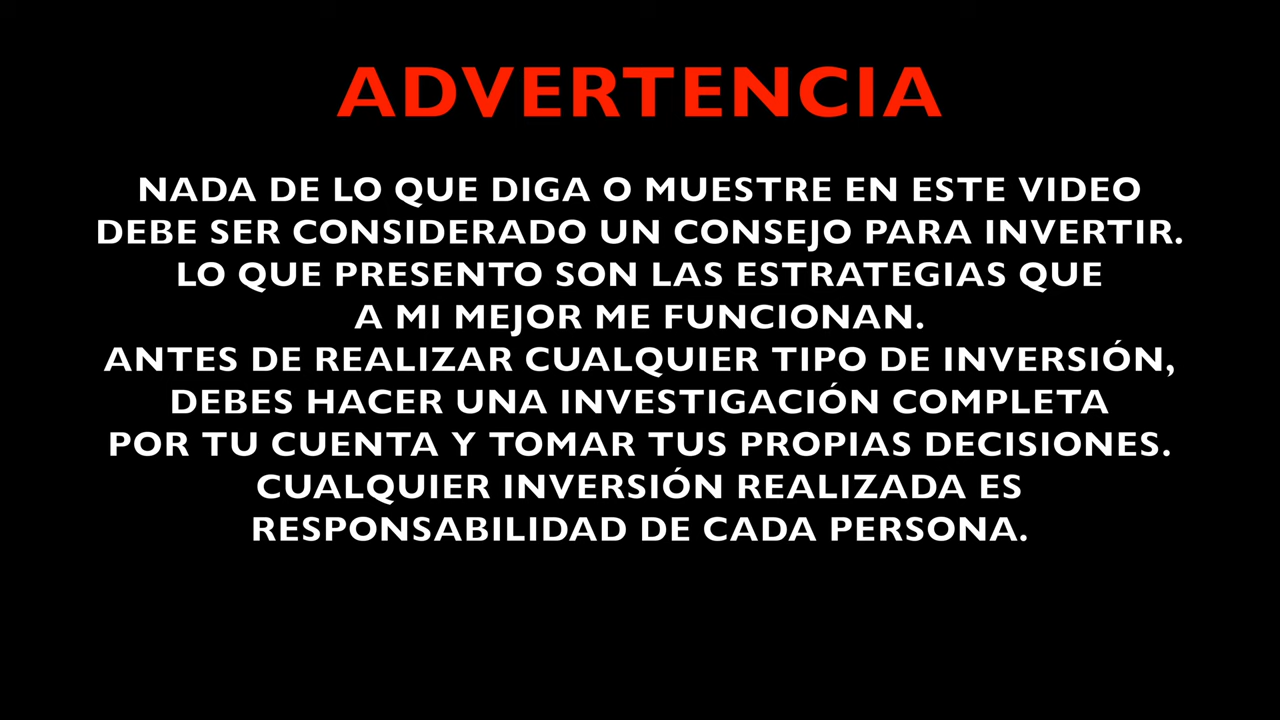 ADVERTENCIA
NADA DE LO QUE DIGA O MUESTRE EN ESTE VIDEO
DEBE SER CONSIDERADO UN CONSEJO PARA INVERTIR.
LO QUE PRESENTO SON LAS ESTRATEGIAS QUE
A MI MEJOR ME FUNCIONAN.
ANTES DE REALIZAR CUALQUIER TIPO DE INVERSIÓN,
DEBES HACER UNA INVESTIGACIÓN COMPLETA
POR TU CUENTA Y TOMAR TUS PROPIAS DECISIONES.
CUALQUIER INVERSIÓN REALIZADA ES
RESPONSABILIDAD DE CADA PERSONA.